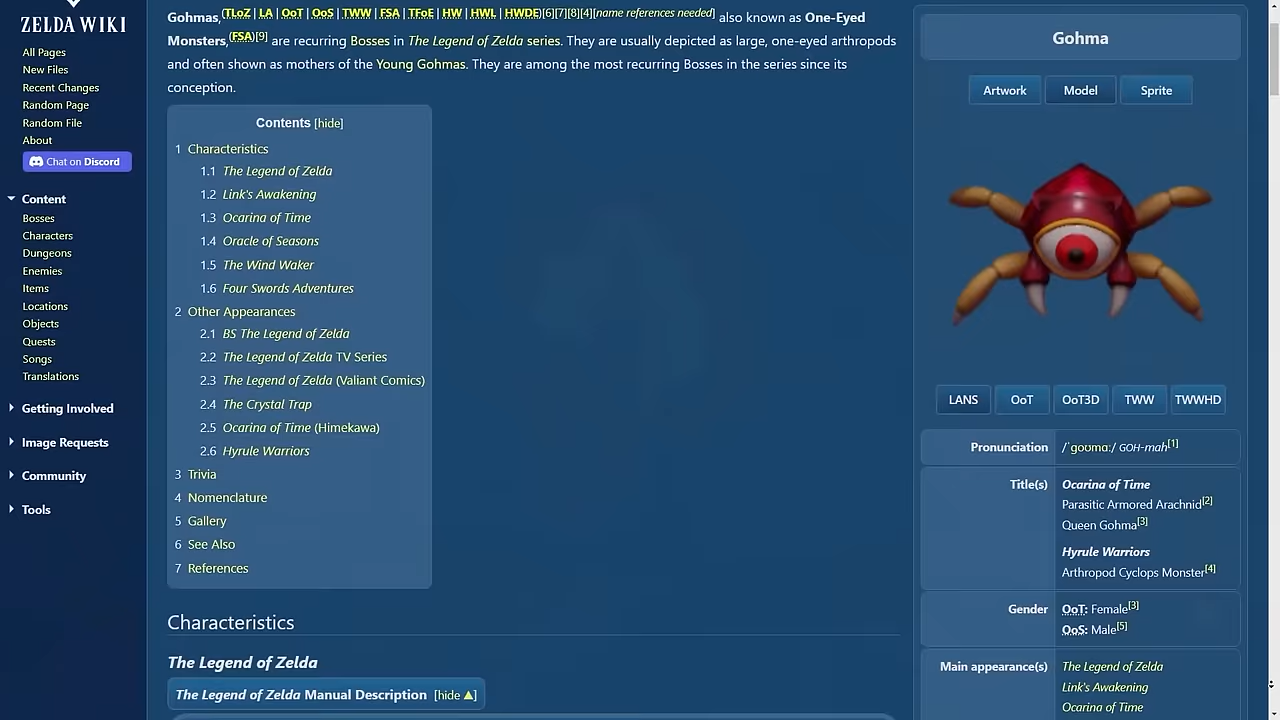 ZELDA WIKI
All Pages
New Files
Recent Changes
Random Page
Random File
About
Chat on Discord
Content
Bosses
Characters
Dungeons
Enemies
Items
Locations
Objects
Quests
Songs
Translations
Getting Involved
Image Requests
Community
Tools
Gohmas,(TLoZ | LA | OoT | OoS | TWW | FSA | TFoE | HW | HWL | HWDE)[6][7][8][4][name references needed] also known as One-Eyed
Monsters,(FSA)[9] are recurring Bosses in The Legend of Zelda series. They are usually depicted as large, one-eyed arthropods
and often shown as mothers of the Young Gohmas. They are among the most recurring Bosses in the series since its
conception.
Contents [hide]
1 Characteristics
1.1 The Legend of Zelda
1.2 Link's Awakening
1.3 Ocarina of Time
1.4 Oracle of Seasons
1.5 The Wind Waker
1.6 Four Swords Adventures
2 Other Appearances
2.1 BS The Legend of Zelda
2.2 The Legend of Zelda TV Series
2.3 The Legend of Zelda (Valiant Comics)
2.4 The Crystal Trap
2.5 Ocarina of Time (Himekawa)
2.6 Hyrule Warriors
3 Trivia
4 Nomenclature
5 Gallery
6 See Also
7 References
Characteristics
The Legend of Zelda
The Legend of Zelda Manual Description [hide ▲]
Gohma
Artwork Model Sprite
LANS OoT OoT3D TWW TWWHD
Pronunciation /ˈɡoʊmɑː/ GOH-mah[1]
Title(s) Ocarina of Time
Parasitic Armored Arachnid[2]
Queen Gohma[3]
Hyrule Warriors
Arthropod Cyclops Monster[4]
Gender OoT: Female[3]
OoS: Male[5]
Main appearance(s) The Legend of Zelda
Link's Awakening
Ocarina of Time